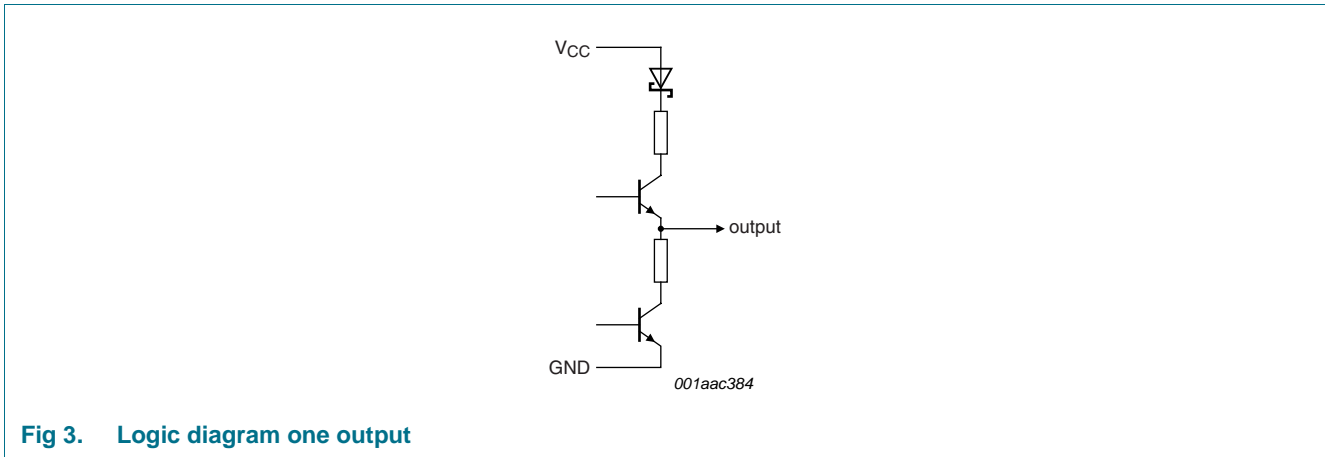 VCC
output
GND
001aac384
Fig 3. Logic diagram one output